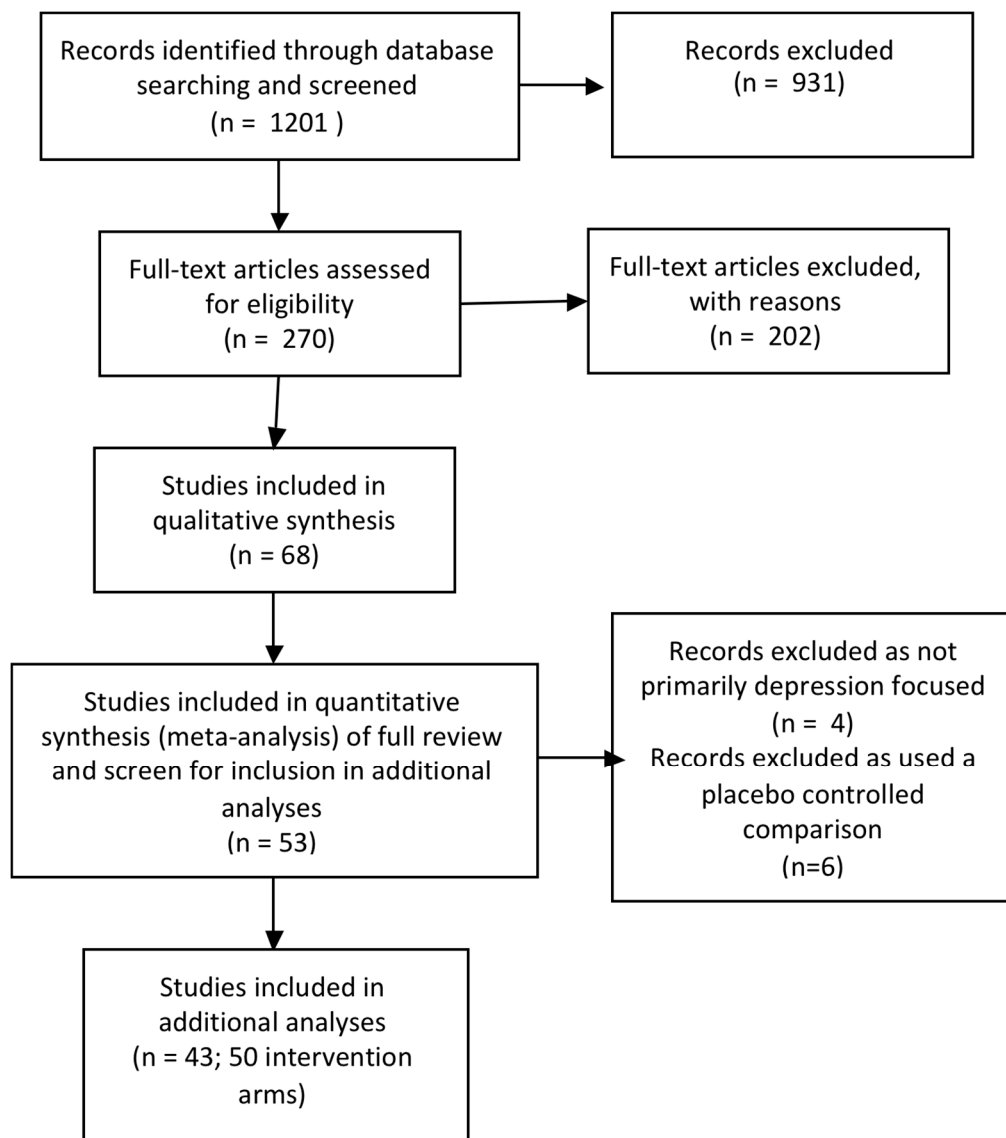 Records identified through database
searching and screened
(n =  1201 )
Records excluded
(n =  931)
Full-text articles assessed
for eligibility
(n =  270)
Full-text articles excluded,
with reasons
(n =  202)
Studies included in
qualitative synthesis
(n = 68)
Studies included in quantitative
synthesis (meta-analysis) of full review
and screen for inclusion in additional
analyses
(n = 53)
Records excluded as not
primarily depression focused
(n =  4)
Records excluded as used a
placebo controlled
comparison
(n=6)
Studies included in
additional analyses
(n = 43; 50 intervention
arms)